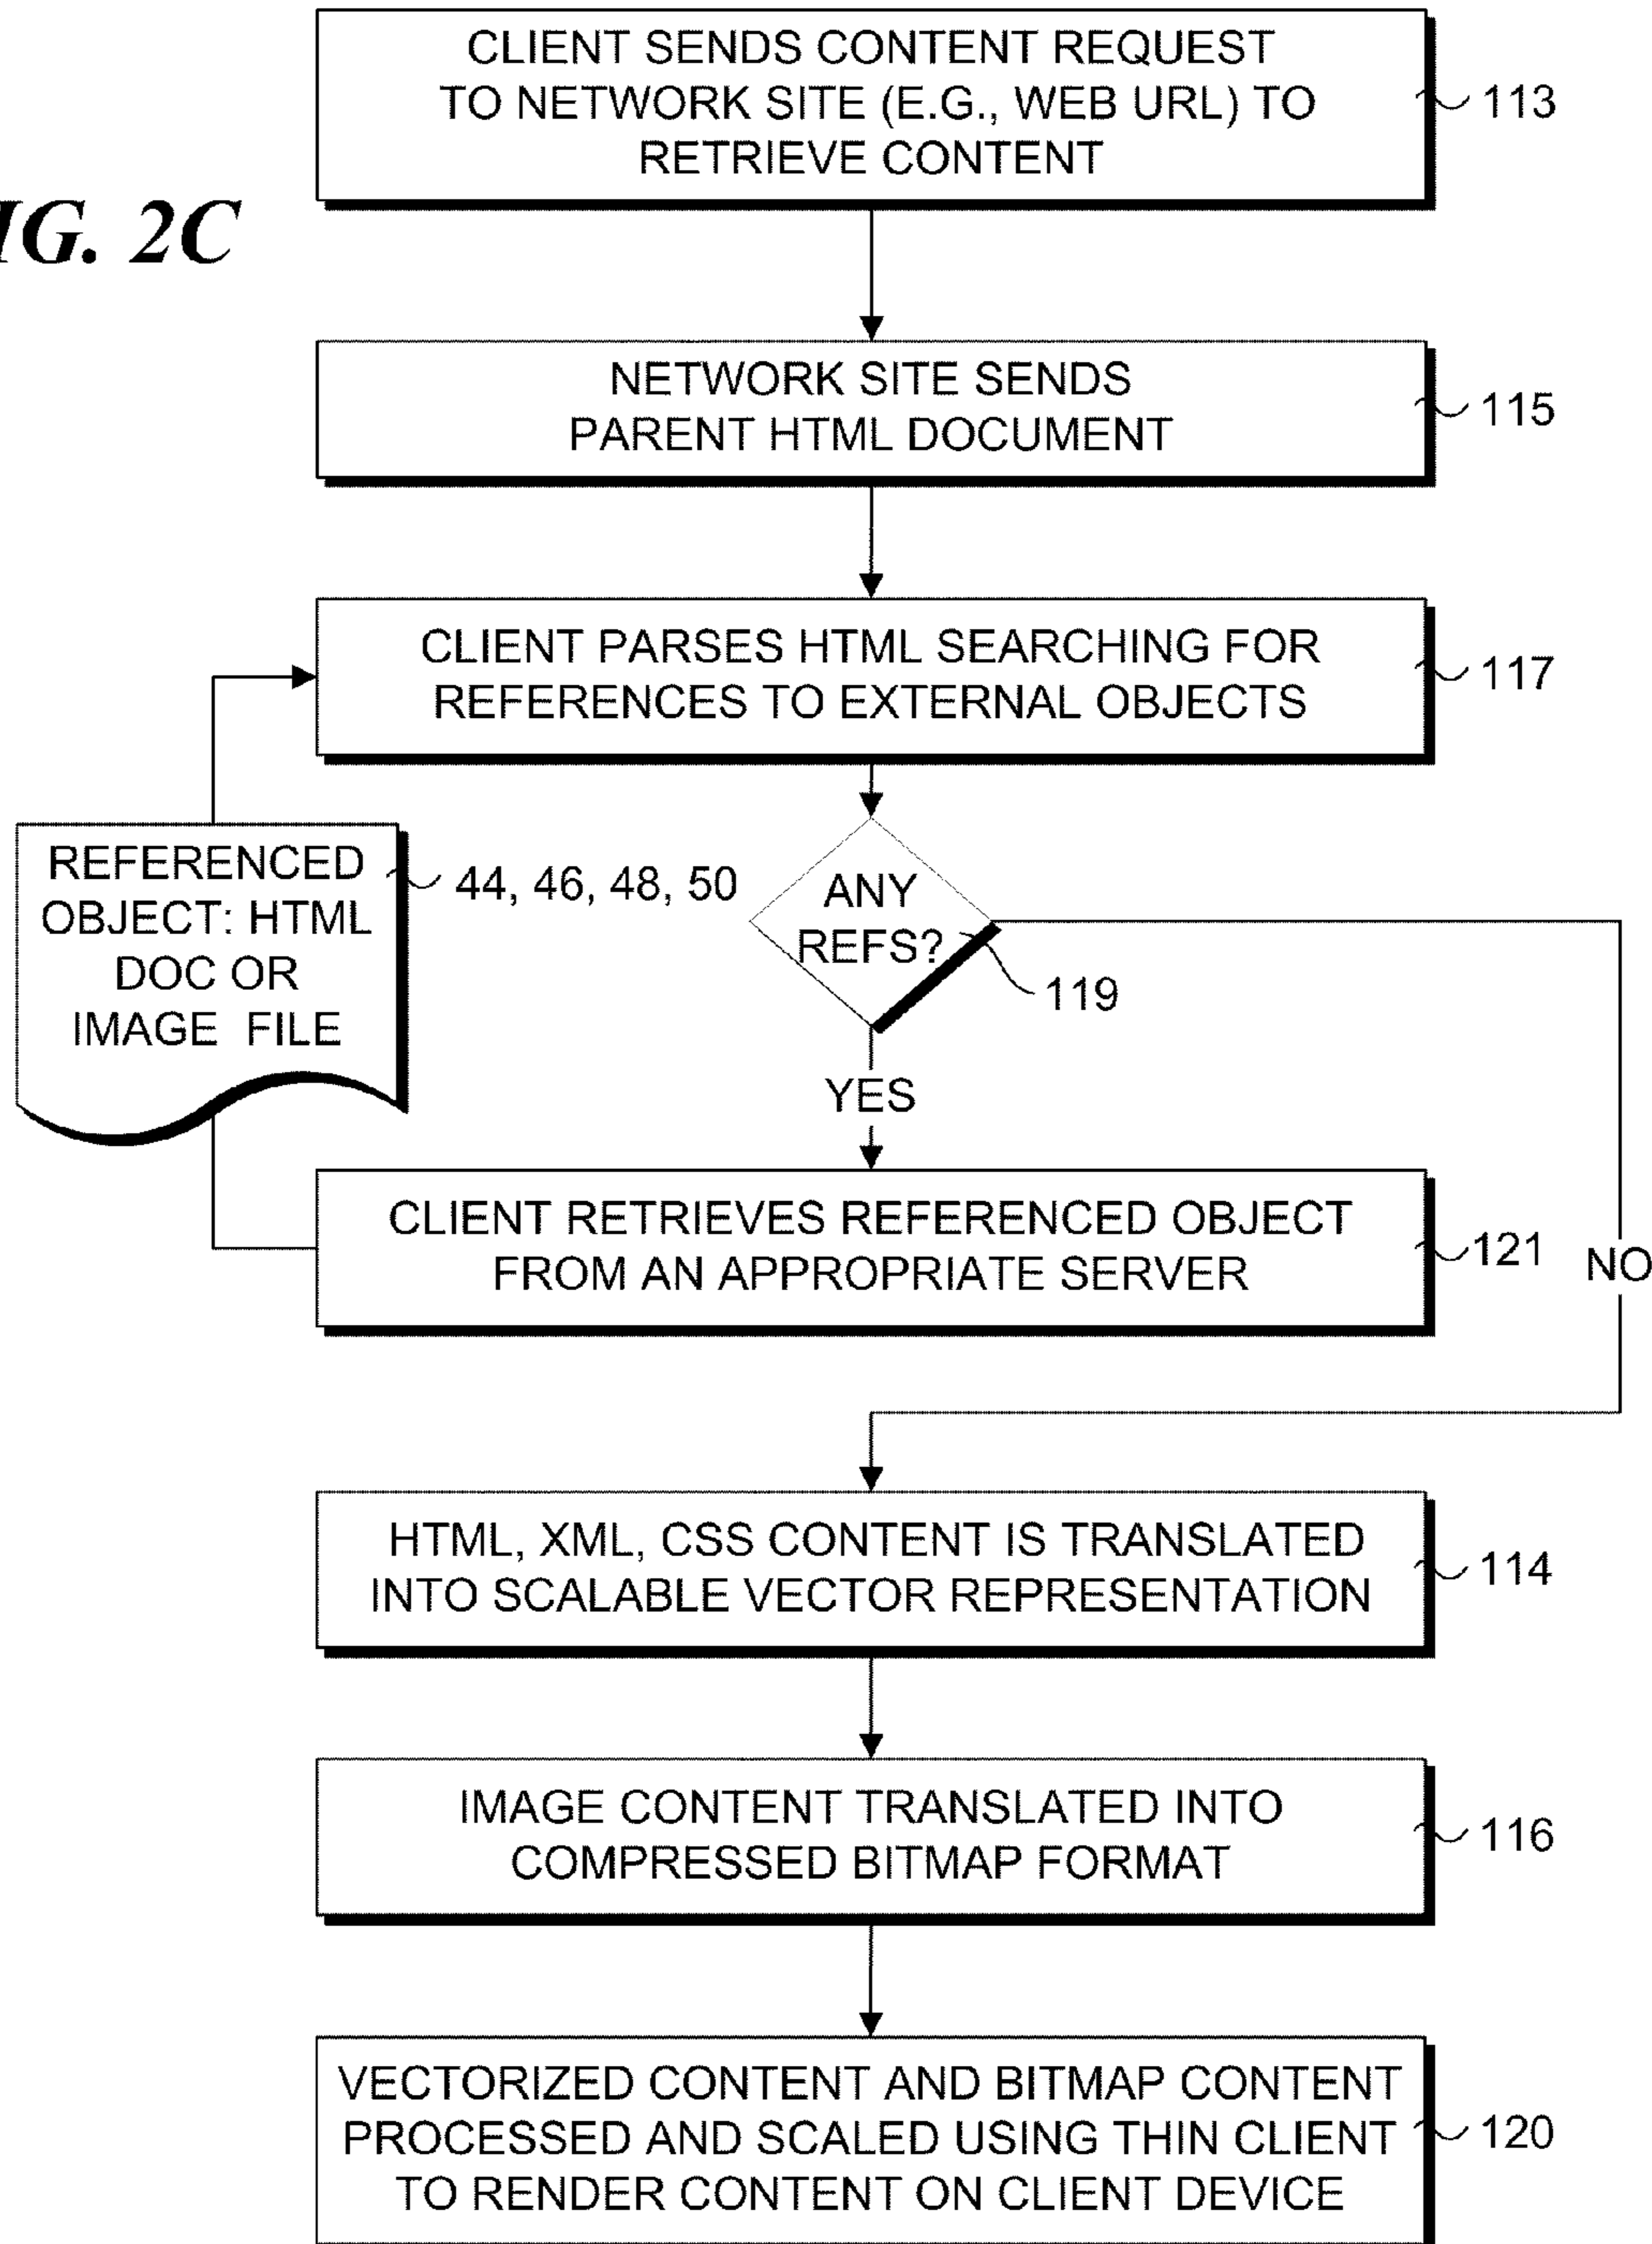 CLIENT SENDS CONTENT REQUEST
TO NETWORK SITE (E.G., WEB URL) TO
RETRIEVE CONTENT
113
IG. 2C
NETWORK SITE SENDS
PARENT HTML DOCUMENT
115
CLIENT PARSES HTML SEARCHING FOR
REFERENCES TO EXTERNAL OBJECTS
117
REFERENCED
OBJECT: HTML
DOC OR
IMAGE FILE
44, 46, 48, 50
ANY
REFS?
119
YES
CLIENT RETRIEVES REFERENCED OBJECT
FROM AN APPROPRIATE SERVER
121
NO
HTML, XML, CSS CONTENT IS TRANSLATED
INTO SCALABLE VECTOR REPRESENTATION
114
IMAGE CONTENT TRANSLATED INTO
COMPRESSED BITMAP FORMAT
116
VECTORIZED CONTENT AND BITMAP CONTENT
PROCESSED AND SCALED USING THIN CLIENT
TO RENDER CONTENT ON CLIENT DEVICE
120